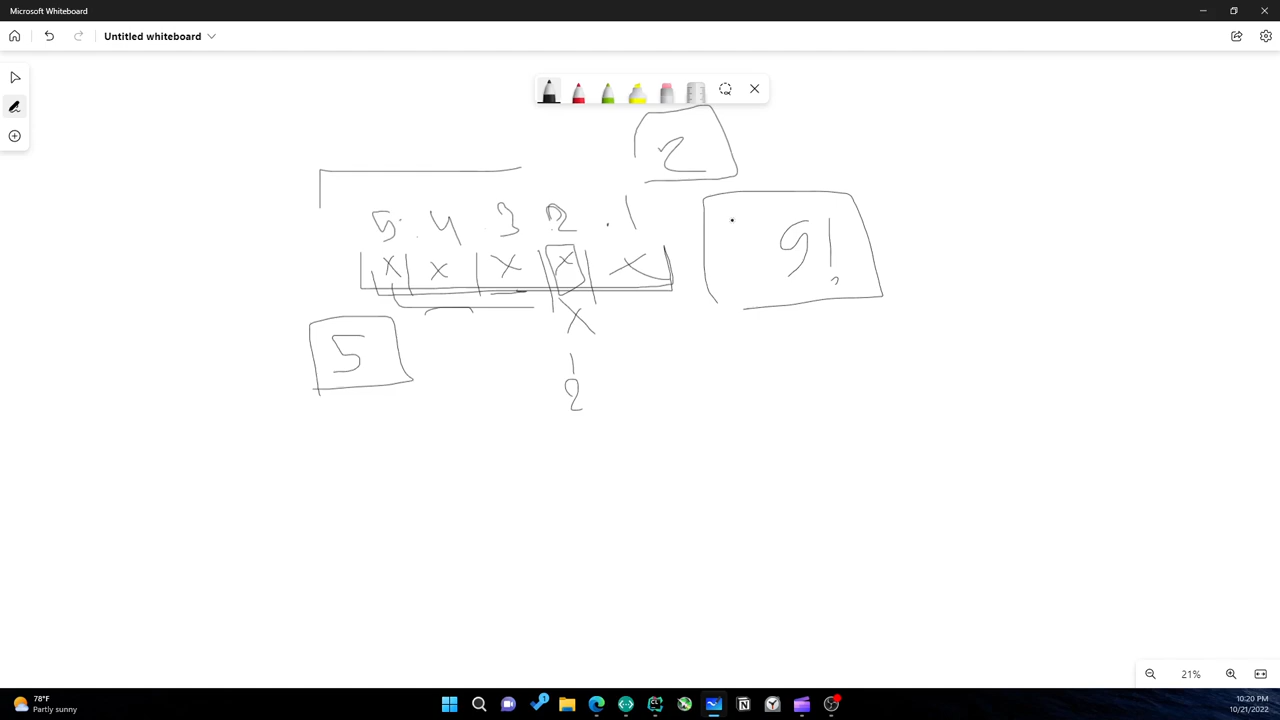 Microsoft Whiteboard
Untitled whiteboard
2
5 . 4 . 3 2 . 1
X X X X X
9!
X
5
1
2
21%
78°F
Partly sunny
10:20 PM
10/21/2022